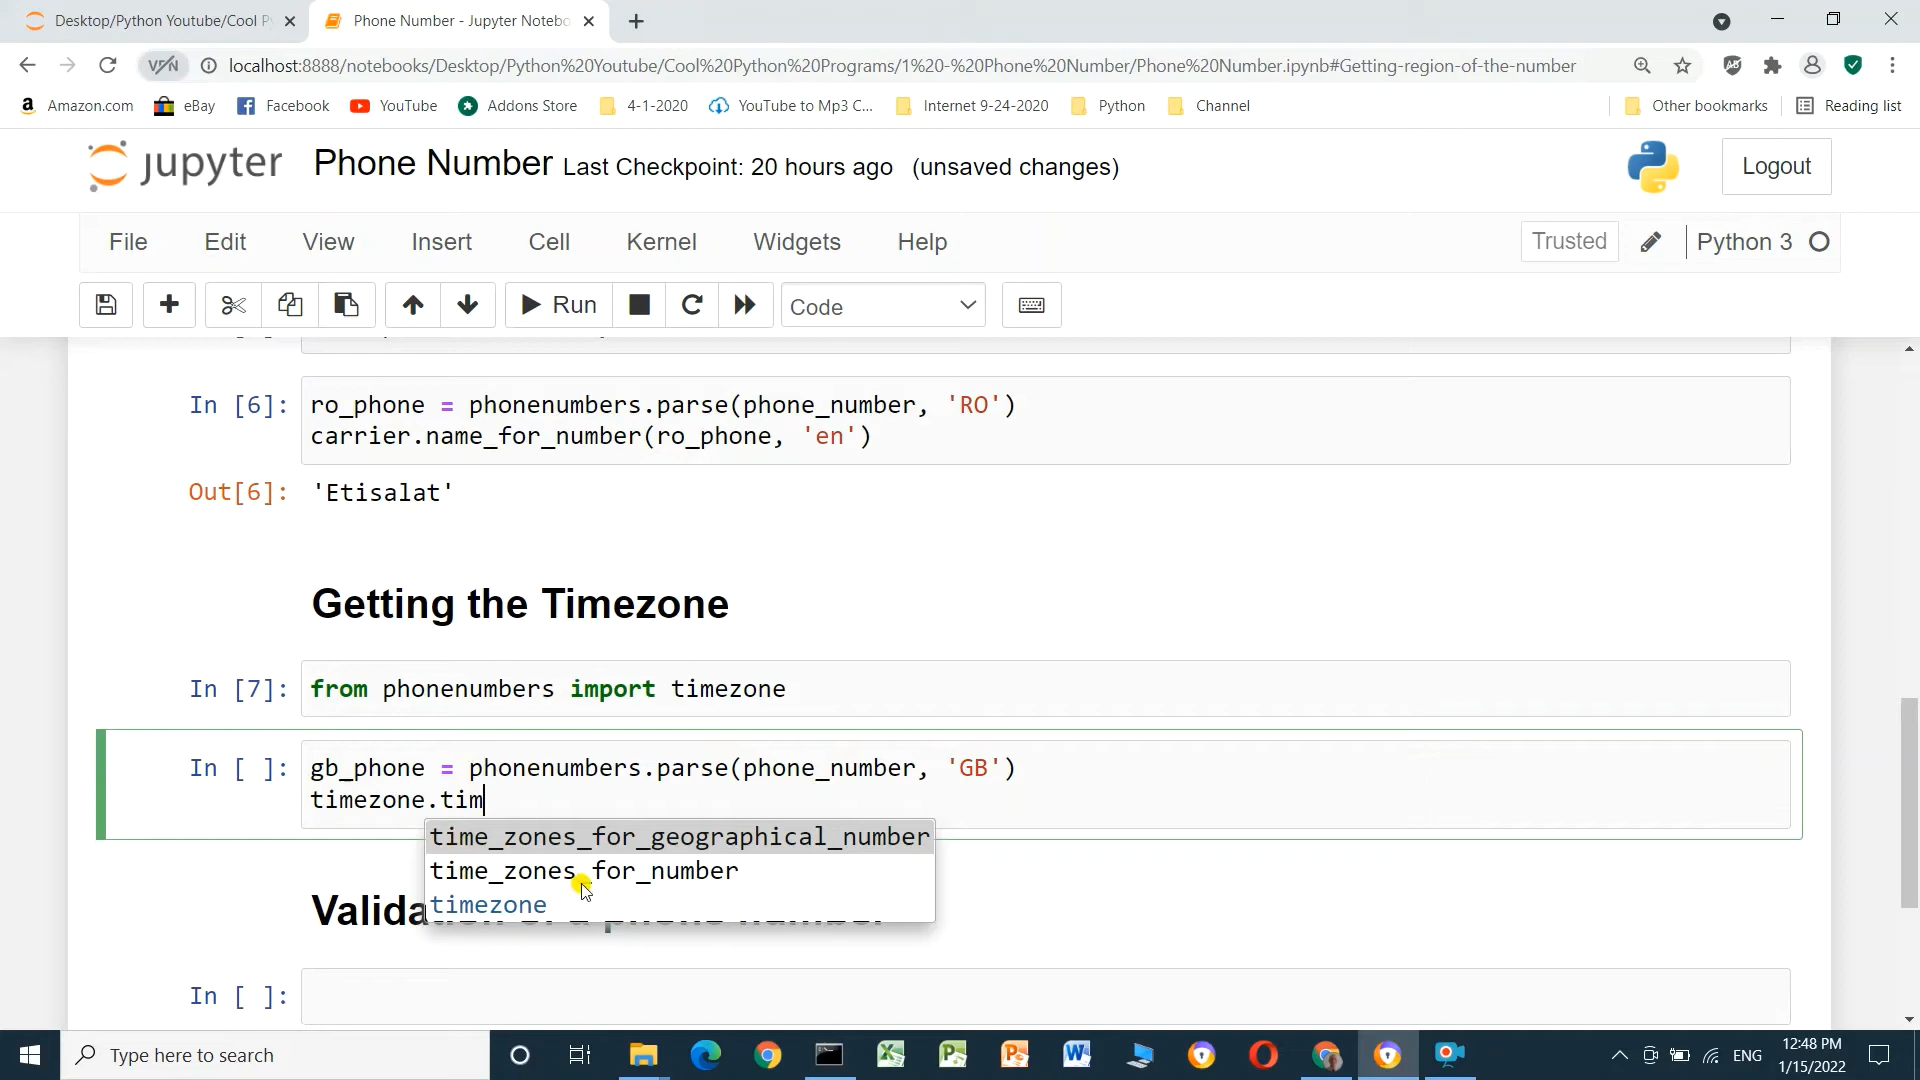 Desktop/Python Youtube/Cool P
Phone Number - Jupyter Notebo
VPN
localhost:8888/notebooks/Desktop/Python%20Youtube/Cool%20Python%20Programs/1%20-%20Phone%20Number/Phone%20Number.ipynb#Getting-region-of-the-number
Amazon.com eBay Facebook YouTube Addons Store 4-1-2020 YouTube to Mp3 C... Internet 9-24-2020 Python Channel Other bookmarks Reading list
jupyter Phone Number Last Checkpoint: 20 hours ago (unsaved changes) Logout
File Edit View Insert Cell Kernel Widgets Help Trusted Python 3
Run Code
In [6]: ro_phone = phonenumbers.parse(phone_number, 'RO')
carrier.name_for_number(ro_phone, 'en')
Out[6]: 'Etisalat'
Getting the Timezone
In [7]: from phonenumbers import timezone
In [ ]: gb_phone = phonenumbers.parse(phone_number, 'GB')
timezone.tim
time_zones_for_geographical_number
time_zones_for_number
timezone
In [ ]:
Type here to search
ENG
12:48 PM
1/15/2022